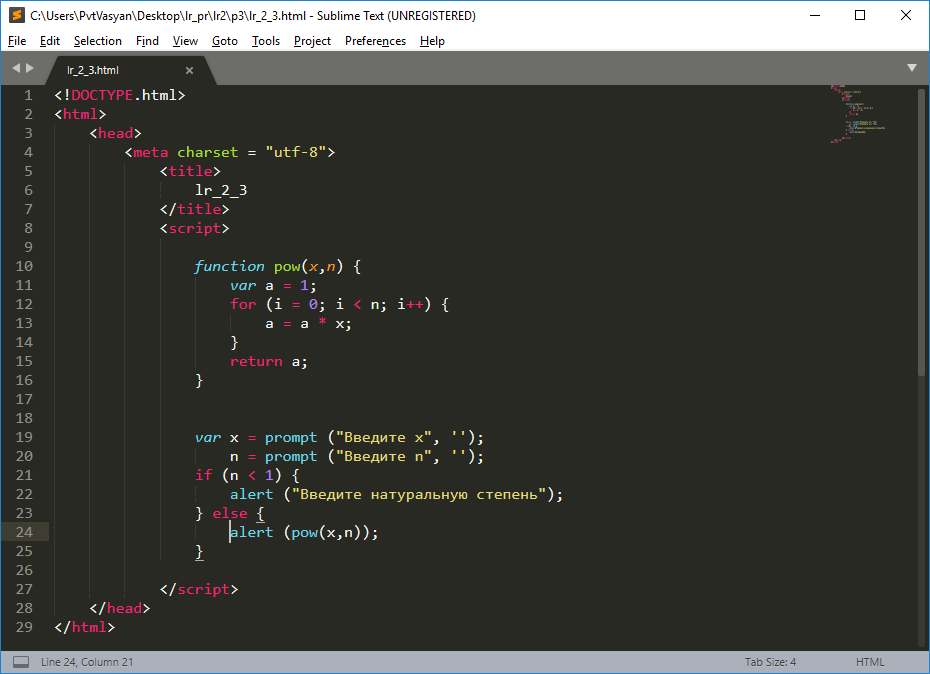 C:\Users\PvtVasyan\Desktop\lr_pr\lr2\p3\lr_2_3.html - Sublime Text (UNREGISTERED)
File Edit Selection Find View Goto Tools Project Preferences Help
lr_2_3.html
1 <!DOCTYPE.html>
2 <html>
3 <head>
4 <meta charset = "utf-8">
5 <title>
6 lr_2_3
7 </title>
8 <script>
9
10 function pow(x,n) {
11 var a = 1;
12 for (i = 0; i < n; i++) {
13 a = a * x;
14 }
15 return a;
16 }
17
18
19 var x = prompt ("Введите x", '');
20 n = prompt ("Введите n", '');
21 if (n < 1) {
22 alert ("Введите натуральную степень");
23 } else {
24 alert (pow(x,n));
25 }
26
27 </script>
28 </head>
29 </html>
Line 24, Column 21 Tab Size: 4 HTML